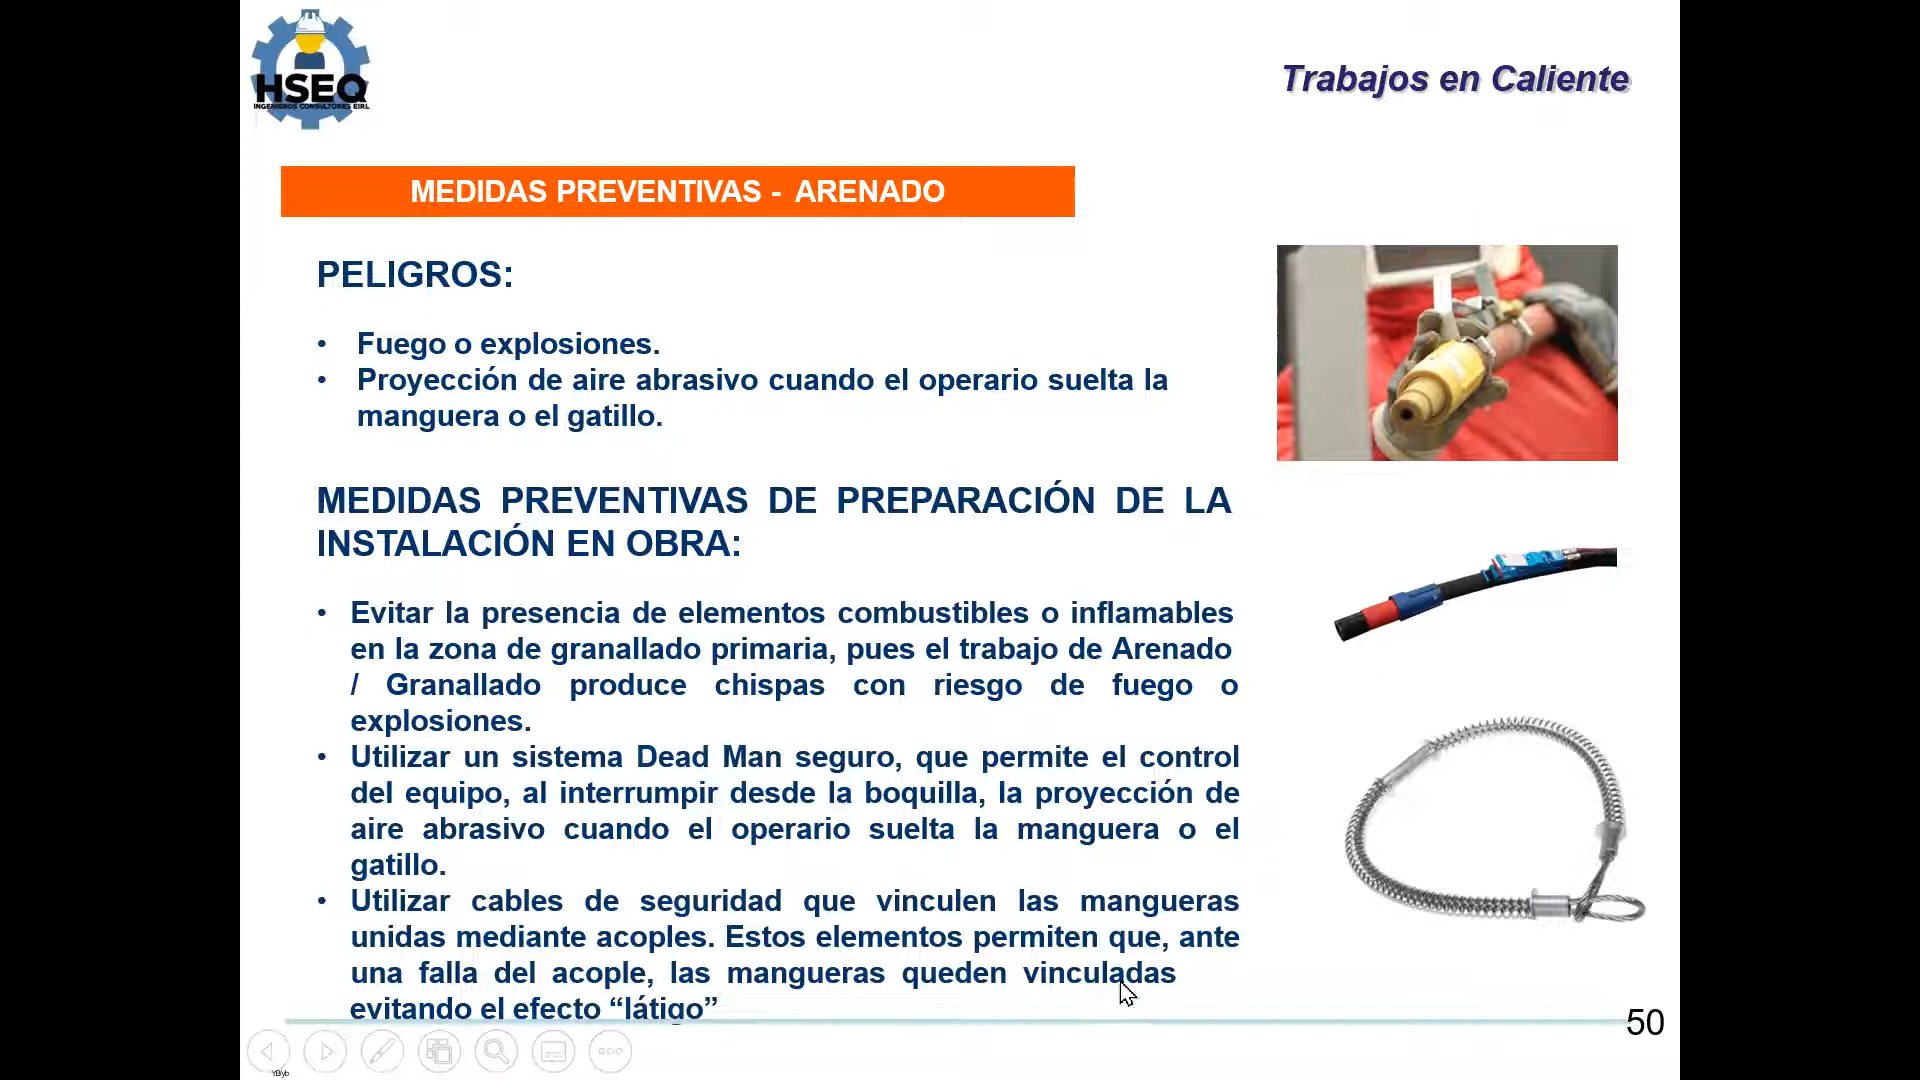 HSEQ
INGENIEROS CONSULTORES EIRL
Trabajos en Caliente
MEDIDAS PREVENTIVAS - ARENADO
PELIGROS:
• Fuego o explosiones.
• Proyección de aire abrasivo cuando el operario suelta la
manguera o el gatillo.
MEDIDAS PREVENTIVAS DE PREPARACIÓN DE LA
INSTALACIÓN EN OBRA:
• Evitar la presencia de elementos combustibles o inflamables
en la zona de granallado primaria, pues el trabajo de Arenado
/ Granallado produce chispas con riesgo de fuego o
explosiones.
• Utilizar un sistema Dead Man seguro, que permite el control
del equipo, al interrumpir desde la boquilla, la proyección de
aire abrasivo cuando el operario suelta la manguera o el
gatillo.
• Utilizar cables de seguridad que vinculen las mangueras
unidas mediante acoples. Estos elementos permiten que, ante
una falla del acople, las mangueras queden vinculadas
evitando el efecto “látigo”
50